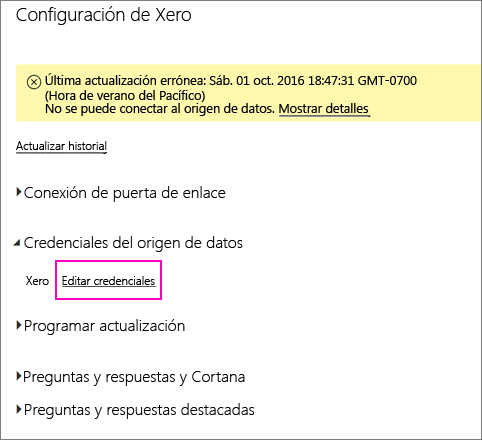 Configuración de Xero
Última actualización errónea: Sáb. 01 oct. 2016 18:47:31 GMT-0700
(Hora de verano del Pacífico)
No se puede conectar al origen de datos. Mostrar detalles
Actualizar historial
Conexión de puerta de enlace
Credenciales del origen de datos
Xero Editar credenciales
Programar actualización
Preguntas y respuestas y Cortana
Preguntas y respuestas destacadas